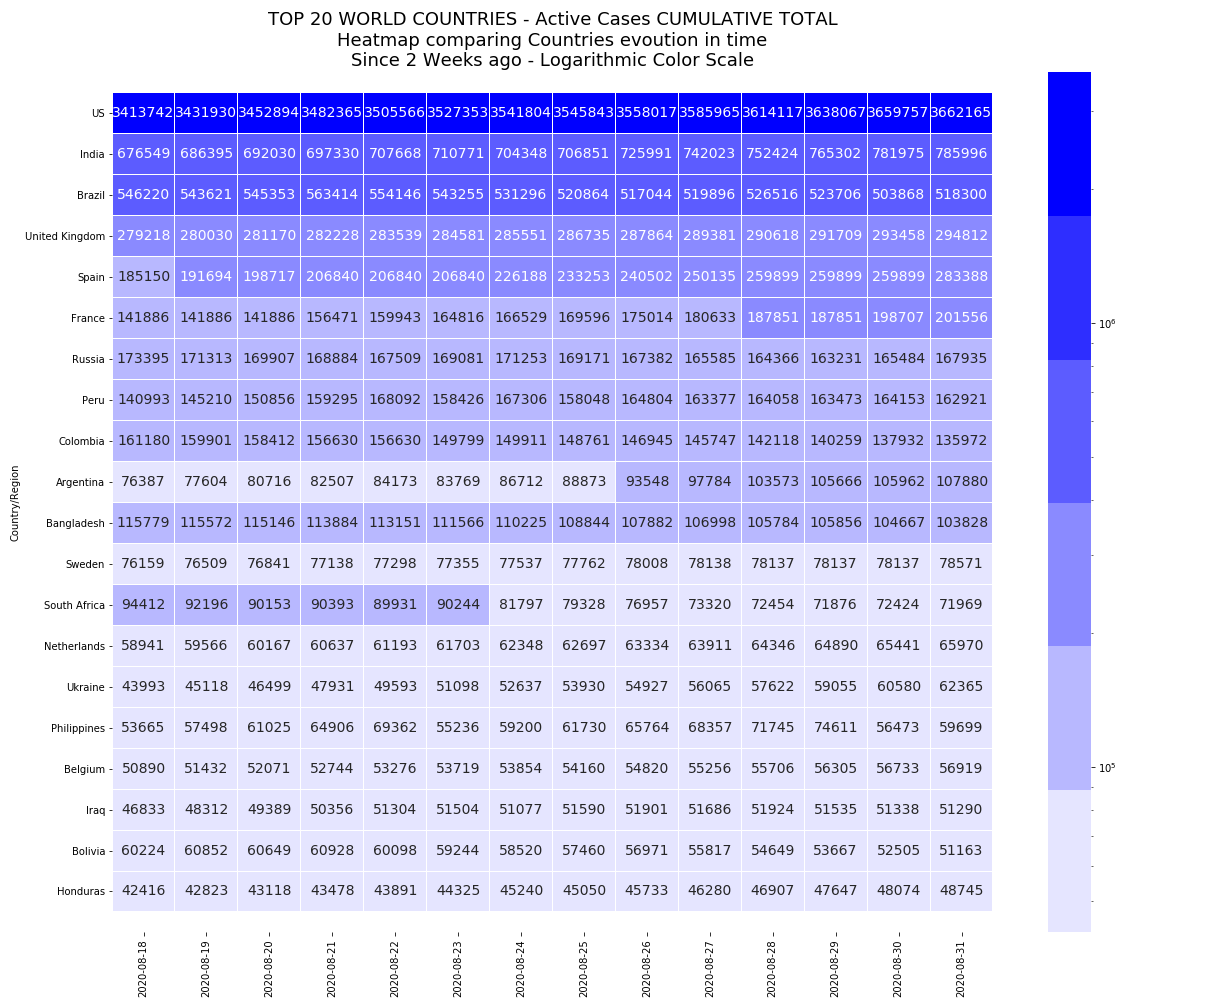 TOP 20 WORLD COUNTRIES - Active Cases CUMULATIVE TOTAL
Heatmap comparing Countries evoution in time
Since 2 Weeks ago - Logarithmic Color Scale
US 3413742 3431930 3452894 3482365 3505566 3527353 3541804 3545843 3558017 3585965 3614117 3638067 3659757 3662165
India 676549 686395 692030 697330 707668 710771 704348 706851 725991 742023 752424 765302 781975 785996
Brazil 546220 543621 545353 563414 554146 543255 531296 520864 517044 519896 526516 523706 503868 518300
United Kingdom 279218 280030 281170 282228 283539 284581 285551 286735 287864 289381 290618 291709 293458 294812
Spain 185150 191694 198717 206840 206840 206840 226188 233253 240502 250135 259899 259899 259899 283388
France 141886 141886 141886 156471 159943 164816 166529 169596 175014 180633 187851 187851 198707 201556
Russia 173395 171313 169907 168884 167509 169081 171253 169171 167382 165585 164366 163231 165484 167935
Peru 140993 145210 150856 159295 168092 158426 167306 158048 164804 163377 164058 163473 164153 162921
Colombia 161180 159901 158412 156630 156630 149799 149911 148761 146945 145747 142118 140259 137932 135972
Argentina 76387 77604 80716 82507 84173 83769 86712 88873 93548 97784 103573 105666 105962 107880
Bangladesh 115779 115572 115146 113884 113151 111566 110225 108844 107882 106998 105784 105856 104667 103828
Sweden 76159 76509 76841 77138 77298 77355 77537 77762 78008 78138 78137 78137 78137 78571
South Africa 94412 92196 90153 90393 89931 90244 81797 79328 76957 73320 72454 71876 72424 71969
Netherlands 58941 59566 60167 60637 61193 61703 62348 62697 63334 63911 64346 64890 65441 65970
Ukraine 43993 45118 46499 47931 49593 51098 52637 53930 54927 56065 57622 59055 60580 62365
Philippines 53665 57498 61025 64906 69362 55236 59200 61730 65764 68357 71745 74611 56473 59699
Belgium 50890 51432 52071 52744 53276 53719 53854 54160 54820 55256 55706 56305 56733 56919
Iraq 46833 48312 49389 50356 51304 51504 51077 51590 51901 51686 51924 51535 51338 51290
Bolivia 60224 60852 60649 60928 60098 59244 58520 57460 56971 55817 54649 53667 52505 51163
Honduras 42416 42823 43118 43478 43891 44325 45240 45050 45733 46280 46907 47647 48074 48745
2020-08-18 2020-08-19 2020-08-20 2020-08-21 2020-08-22 2020-08-23 2020-08-24 2020-08-25 2020-08-26 2020-08-27 2020-08-28 2020-08-29 2020-08-30 2020-08-31
Country/Region
10⁶
10⁵